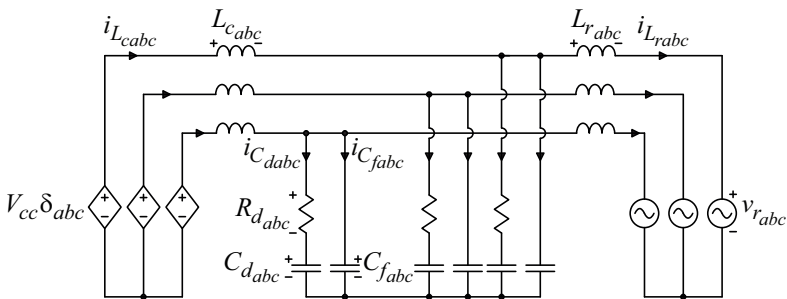 i_{L_{cabc}} L_{c_{abc}} L_{r_{abc}} i_{L_{rabc}}
+ - + -
i_{C_{dabc}} i_{C_{fabc}}
V_{cc}δ_{abc} + + + R_{d_{abc}} + v_{r_{abc}} +
- - - - -
C_{d_{abc}} + + C_{f_{abc}}
- -